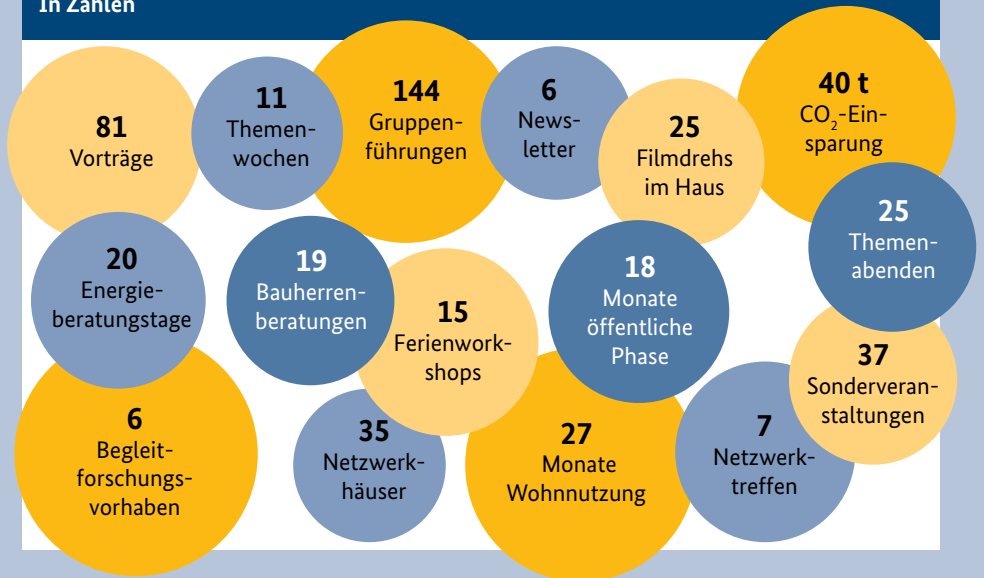 In Zahlen
81
Vorträge
11
Themen-
wochen
144
Gruppen-
führungen
6
News-
letter
25
Filmdrehs
im Haus
40 t
CO₂-Ein-
sparung
20
Energie-
beratungstage
19
Bauherren-
beratungen
15
Ferienwork-
shops
18
Monate
öffentliche
Phase
25
Themen-
abenden
37
Sonderveran-
staltungen
6
Begleit-
forschungs-
vorhaben
35
Netzwerk-
häuser
27
Monate
Wohnnutzung
7
Netzwerk-
treffen